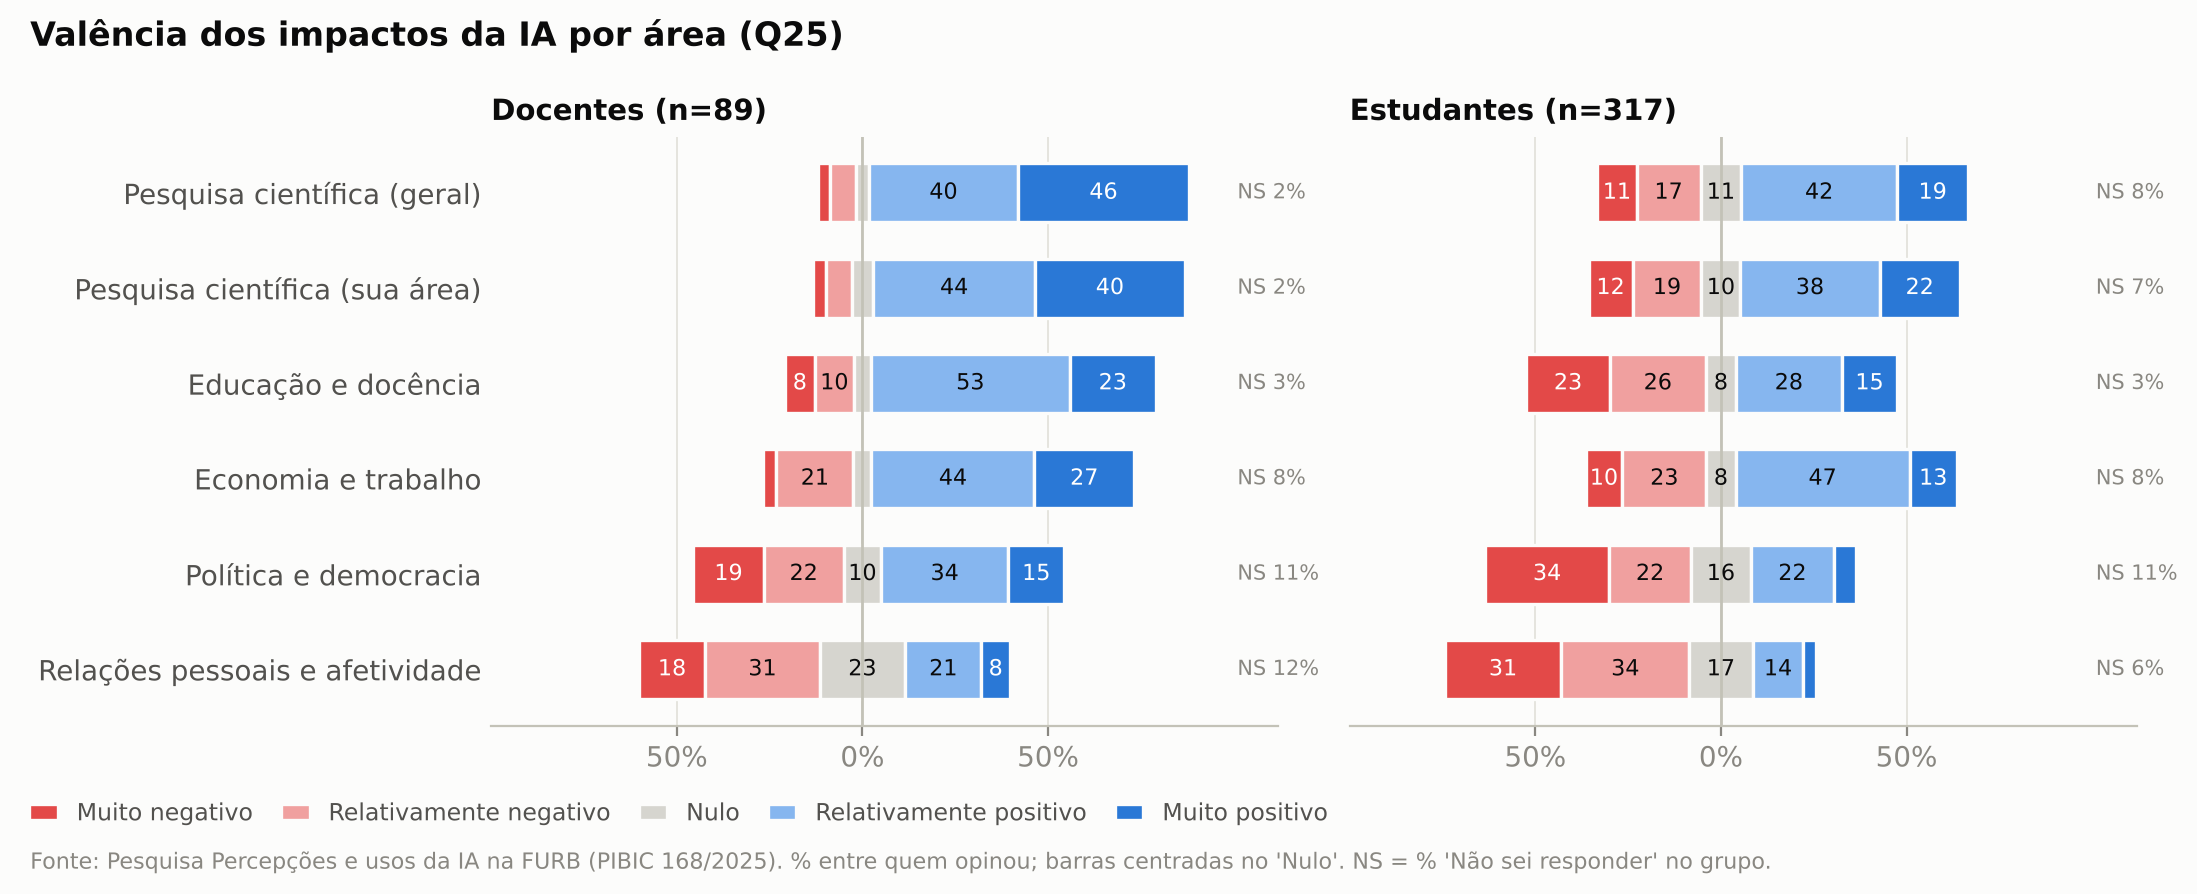 Valência dos impactos da IA por área (Q25)
Docentes (n=89)
Estudantes (n=317)
Pesquisa científica (geral) 40 46 NS 2% 11 17 11 42 19 NS 8%
Pesquisa científica (sua área) 44 40 NS 2% 12 19 10 38 22 NS 7%
Educação e docência 8 10 53 23 NS 3% 23 26 8 28 15 NS 3%
Economia e trabalho 21 44 27 NS 8% 10 23 8 47 13 NS 8%
Política e democracia 19 22 10 34 15 NS 11% 34 22 16 22 NS 11%
Relações pessoais e afetividade 18 31 23 21 8 NS 12% 31 34 17 14 NS 6%
50% 0% 50% 50% 0% 50%
Muito negativo Relativamente negativo Nulo Relativamente positivo Muito positivo
Fonte: Pesquisa Percepções e usos da IA na FURB (PIBIC 168/2025). % entre quem opinou; barras centradas no 'Nulo'. NS = % 'Não sei responder' no grupo.